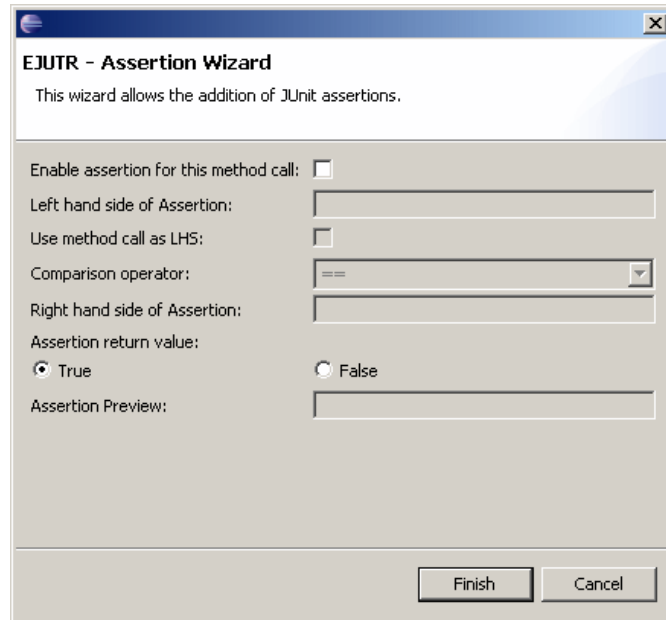 EJUTR - Assertion Wizard
This wizard allows the addition of JUnit assertions.
Enable assertion for this method call:
Left hand side of Assertion:
Use method call as LHS:
Comparison operator:
==
Right hand side of Assertion:
Assertion return value:
True
False
Assertion Preview:
Finish
Cancel